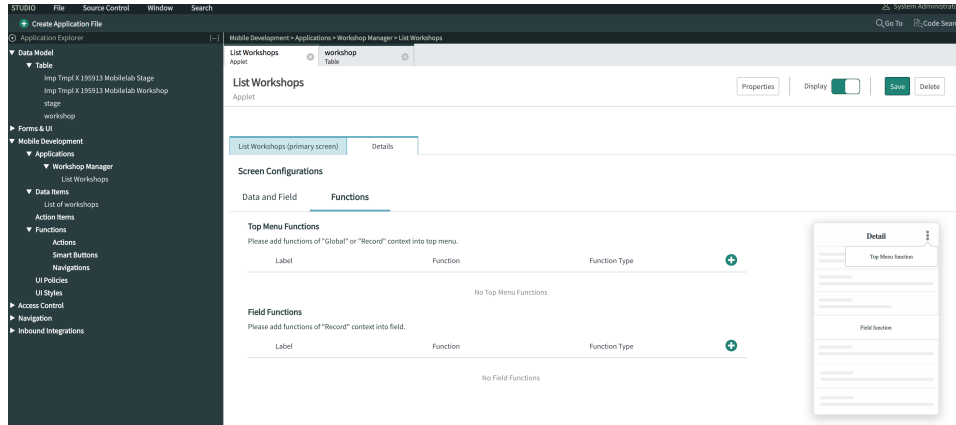 STUDIO File Source Control Window Search System Administrato
Create Application File Go To Code Sear
Application Explorer [—] Mobile Development > Applications > Workshop Manager > List Workshops
Data Model
Table
Imp Tmpl X 195913 Mobilelab Stage
Imp Tmpl X 195913 Mobilelab Workshop
stage
workshop
Forms & UI
Mobile Development
Applications
Workshop Manager
List Workshops
Data Items
List of workshops
Action Items
Functions
Actions
Smart Buttons
Navigations
UI Policies
UI Styles
Access Control
Navigation
Inbound Integrations
List Workshops workshop
Applet Table
List Workshops
Applet
Properties Display Save Delete
List Workshops (primary screen) Details
Screen Configurations
Data and Field Functions
Top Menu Functions
Please add functions of "Global" or "Record" context into top menu.
Label Function Function Type
No Top Menu Functions
Field Functions
Please add functions of "Record" context into field.
Label Function Function Type
No Field Functions
Detail
Top Menu function
Field function